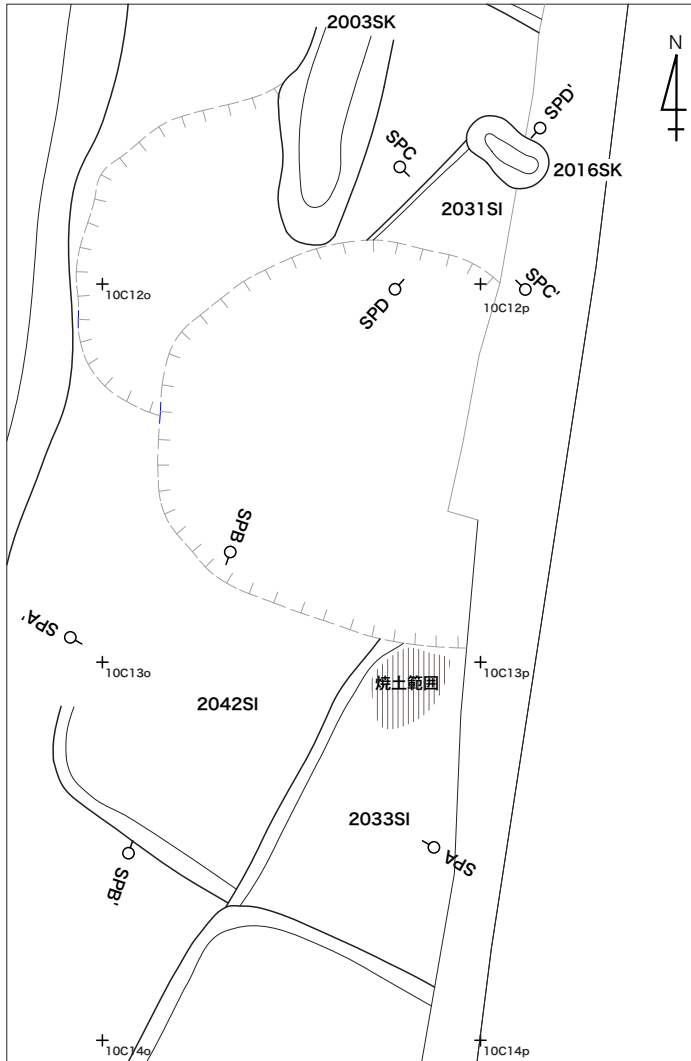 2003SK
N
SPD'
SPC
2016SK
2031SI
10C12o
SPD
SPC'
10C12p
SPB
SPA'
10C13o
10C13p
焼土範囲
2042SI
2033SI
SPA
SPB'
10C14o
10C14p